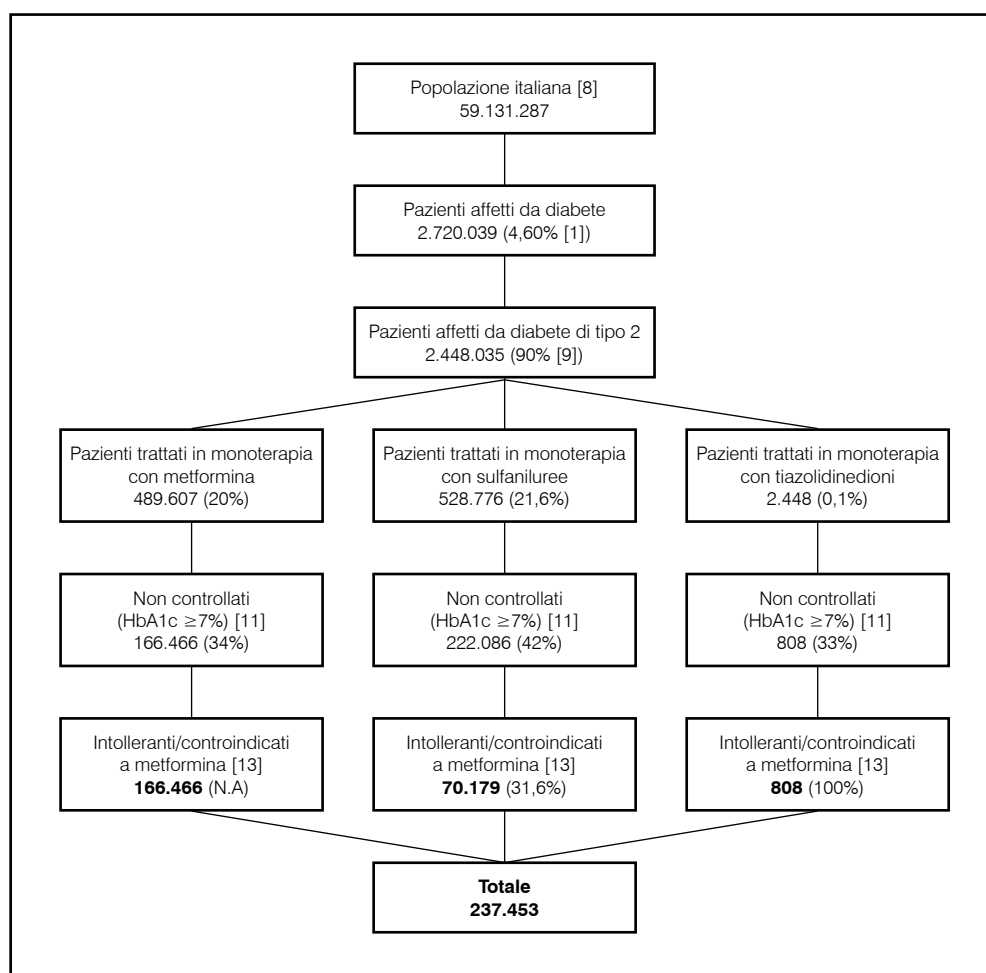 Popolazione italiana [8]
59.131.287
Pazienti affetti da diabete
2.720.039 (4,60% [1])
Pazienti affetti da diabete di tipo 2
2.448.035 (90% [9])
Pazienti trattati in monoterapia
con metformina
489.607 (20%)
Pazienti trattati in monoterapia
con sulfaniluree
528.776 (21,6%)
Pazienti trattati in monoterapia
con tiazolidinedioni
2.448 (0,1%)
Non controllati
(HbA1c ≥7%) [11]
166.466 (34%)
Non controllati
(HbA1c ≥7%) [11]
222.086 (42%)
Non controllati
(HbA1c ≥7%) [11]
808 (33%)
Intolleranti/controindicati
a metformina [13]
166.466 (N.A)
Intolleranti/controindicati
a metformina [13]
70.179 (31,6%)
Intolleranti/controindicati
a metformina [13]
808 (100%)
Totale
237.453